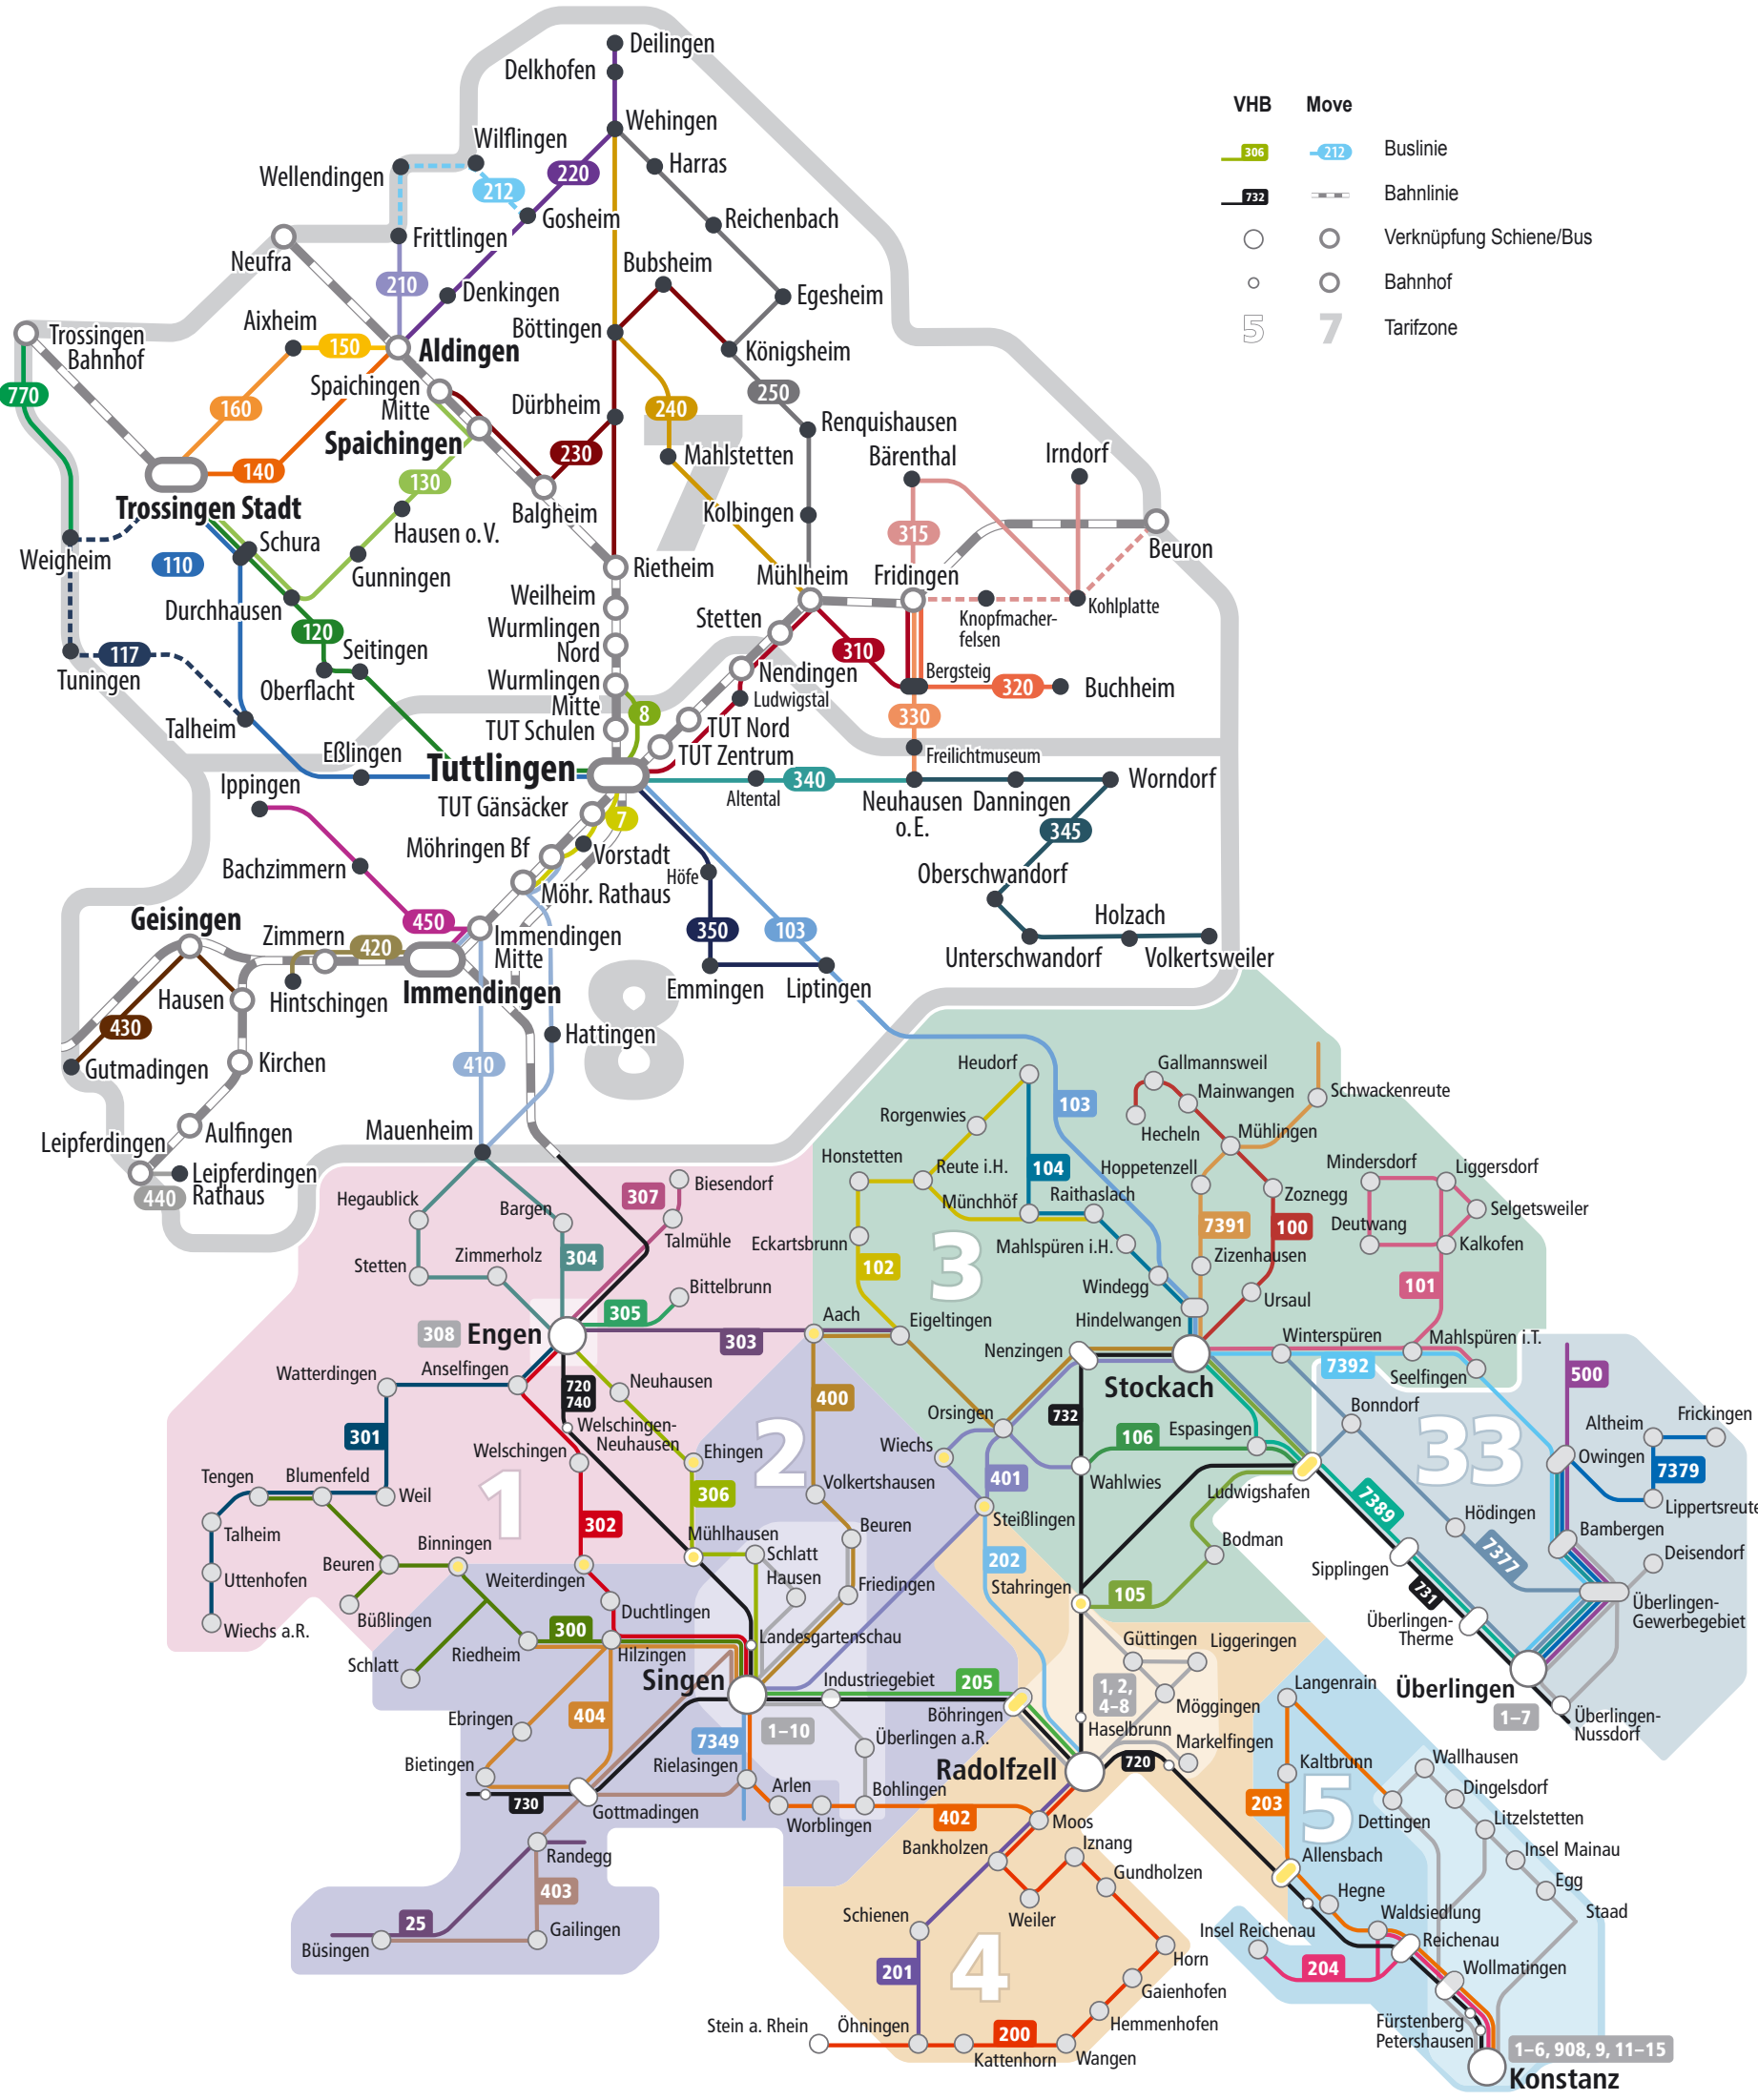 Deilingen
Delkhofen
Wehingen
VHB Move
Wilflingen
Harras
306 212 Buslinie
Wellendingen
220
212
732 Bahnlinie
Gosheim
Reichenbach
Frittlingen
Verknüpfung Schiene/Bus
Neufra
Bubsheim
210
Bahnhof
Denkingen
Egesheim
Aixheim
Böttingen
5 7 Tarifzone
Trossingen
Bahnhof
150
Aldingen
Königsheim
Spaichingen
Mitte
770
160
Dürbheim
240
250
Spaichingen
7
Renquishausen
230
Mahlstetten
Bärenthal
Irndorf
140
130
Trossingen Stadt
Balgheim
Kolbingen
Hausen o. V.
315
Schura
Weigheim
110
Beuron
Gunningen
Rietheim
Mühlheim
Fridingen
Durchhausen
Weilheim
Kohlplatte
Stetten
Knopfmacher-
felsen
120
Wurmlingen
Nord
Seitingen
117
310
Tuningen
Oberflacht
Wurmlingen
Mitte
Nendingen
Bergsteig
320
Buchheim
Ludwigstal
8
330
Talheim
TUT Schulen
TUT Nord
Eßlingen
TUT Zentrum
Freilichtmuseum
Tuttlingen
Ippingen
Altental
340
Neuhausen
o. E.
Danningen
Worndorf
TUT Gänsäcker
7
345
Möhringen Bf
Vorstadt
Bachzimmern
Höfe
Oberschwandorf
Möhr. Rathaus
Geisingen
450
Holzach
Zimmern
420
Immendingen
Mitte
350
103
Unterschwandorf
Volkertsweiler
Hausen
Hintschingen
Immendingen
8
Emmingen
Liptingen
430
Hattingen
Gutmadingen
Kirchen
410
Heudorf
Gallmannsweil
Mainwangen
Schwackenreute
103
Rorgenwies
Aulfingen
Mauenheim
Hecheln
Mühlingen
Leipferdingen
Honstetten
Reute i.H.
104
Hoppetenzell
Mindersdorf
Liggersdorf
Leipferdingen
Rathaus
440
Biesendorf
307
Hegaublick
Bargen
Münchhöf
Raithaslach
Zoznegg
Selgetsweiler
Talmühle
Eckartsbrunn
7391
100
Deutwang
Stetten
Zimmerholz
304
3
Mahlspüren i.H.
Zizenhausen
Kalkofen
102
Bittelbrunn
Windegg
101
305
Ursaul
Aach
Eigeltingen
Hindelwangen
308
Engen
303
Winterspüren
Mahlspüren i.T.
Nenzingen
7392
Watterdingen
Anselfingen
Stockach
Seelfingen
500
720
740
Neuhausen
400
Bonndorf
732
Welschingen-
Neuhausen
Orsingen
Espasingen
Altheim
Frickingen
301
2
Wiechs
106
33
Welschingen
Ehingen
Owingen
Tengen
Blumenfeld
1
Volkertshausen
401
Wahlwies
7379
Weil
306
Ludwigshafen
7389
Lippertsreute
Talheim
Binningen
302
Mühlhausen
Beuren
Steißlingen
Hödingen
Bambergen
Beuren
Schlatt
202
Bodman
7377
Deisendorf
Uttenhofen
Weiterdingen
Hausen
Friedingen
Stahringen
Sipplingen
Büßlingen
Duchtlingen
105
731
Überlingen-
Gewerbegebiet
Wiechs a.R.
300
Landesgartenschau
Überlingen-
Therme
Riedheim
Hilzingen
Güttingen
Liggeringen
Schlatt
Singen
Industriegebiet
205
1, 2,
4–8
Langenrain
Überlingen
Ebringen
404
1–10
Böhringen
Möggingen
1–7
Überlingen-
Nussdorf
7349
Überlingen a.R.
Haselbrunn
Markelfingen
Bietingen
Rielasingen
Radolfzell
720
Kaltbrunn
Wallhausen
Arlen
Bohlingen
5
Dingelsdorf
730
Gottmadingen
Worblingen
402
203
Dettingen
Litzelstetten
Moos
Bankholzen
Iznang
Insel Mainau
Randegg
Allensbach
Gundholzen
Egg
403
Hegne
Weiler
Staad
25
Gailingen
Schienen
Waldsiedlung
Büsingen
Insel Reichenau
Reichenau
4
Horn
201
204
Wollmatingen
Gaienhofen
Stein a. Rhein
Öhningen
200
Hemmenhofen
Fürstenberg
Petershausen
Kattenhorn
Wangen
1–6, 908, 9, 11–15
Konstanz